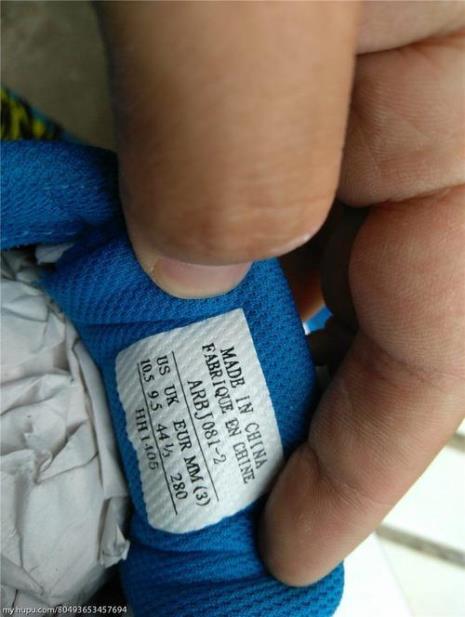 MADE IN CHINA
FABRIQUE EN CHINE
ARBJ081-2
US UK EUR MM (3)
10.5 9.5 44⅓ 280
HH1405
my.hupu.com/80493653457694